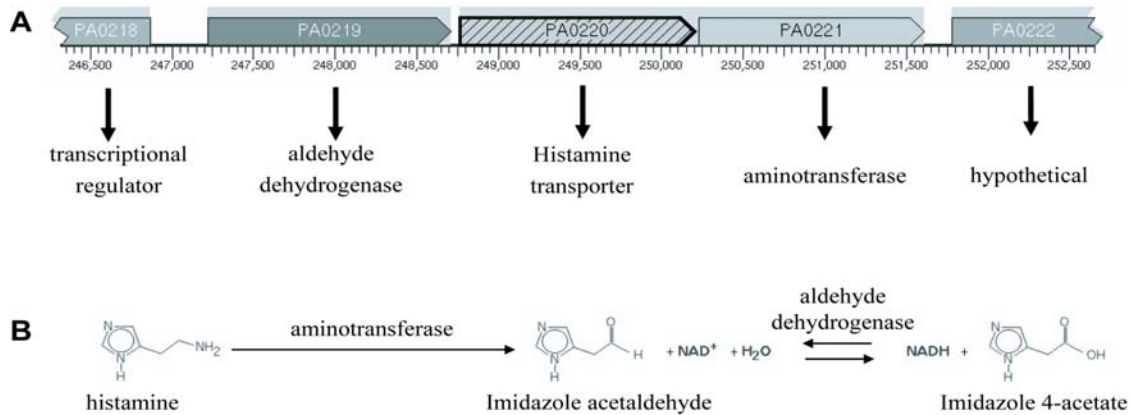 A
PA0218 PA0219 PA0220 PA0221 PA0222
246,500 247,000 247,500 248,000 248,500 249,000 249,500 250,000 250,500 251,000 251,500 252,000 252,500
transcriptional
regulator
aldehyde
dehydrogenase
Histamine
transporter
aminotransferase
hypothetical
B
aminotransferase
aldehyde
dehydrogenase
N
N
H
NH2
N
N
H
O
H
+ NAD+ + H2O
NADH +
N
N
H
O
OH
histamine
Imidazole acetaldehyde
Imidazole 4-acetate